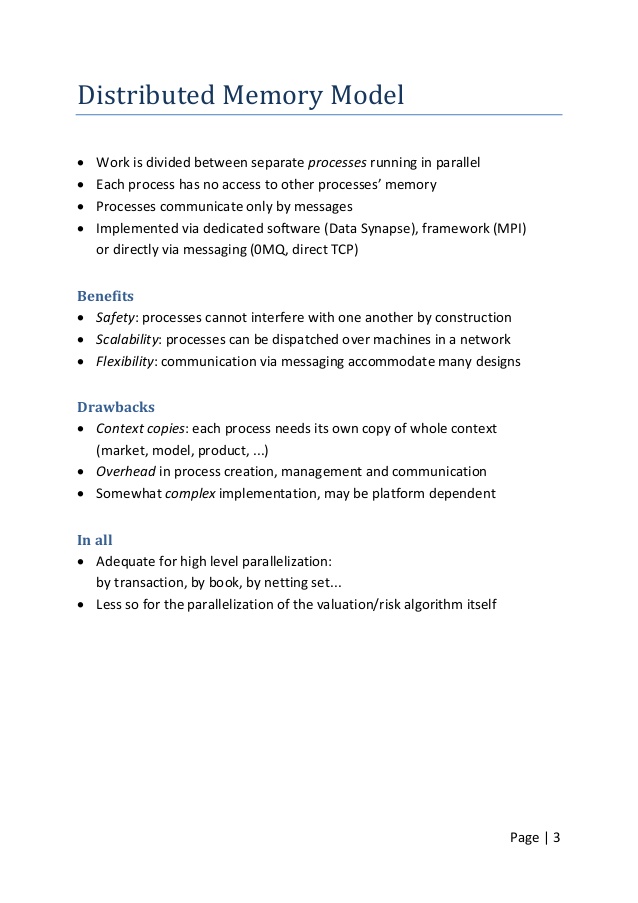 Distributed Memory Model
• Work is divided between separate processes running in parallel
• Each process has no access to other processes’ memory
• Processes communicate only by messages
• Implemented via dedicated software (Data Synapse), framework (MPI)
or directly via messaging (0MQ, direct TCP)
Benefits
• Safety: processes cannot interfere with one another by construction
• Scalability: processes can be dispatched over machines in a network
• Flexibility: communication via messaging accommodate many designs
Drawbacks
• Context copies: each process needs its own copy of whole context
(market, model, product, ...)
• Overhead in process creation, management and communication
• Somewhat complex implementation, may be platform dependent
In all
• Adequate for high level parallelization:
by transaction, by book, by netting set...
• Less so for the parallelization of the valuation/risk algorithm itself
Page | 3